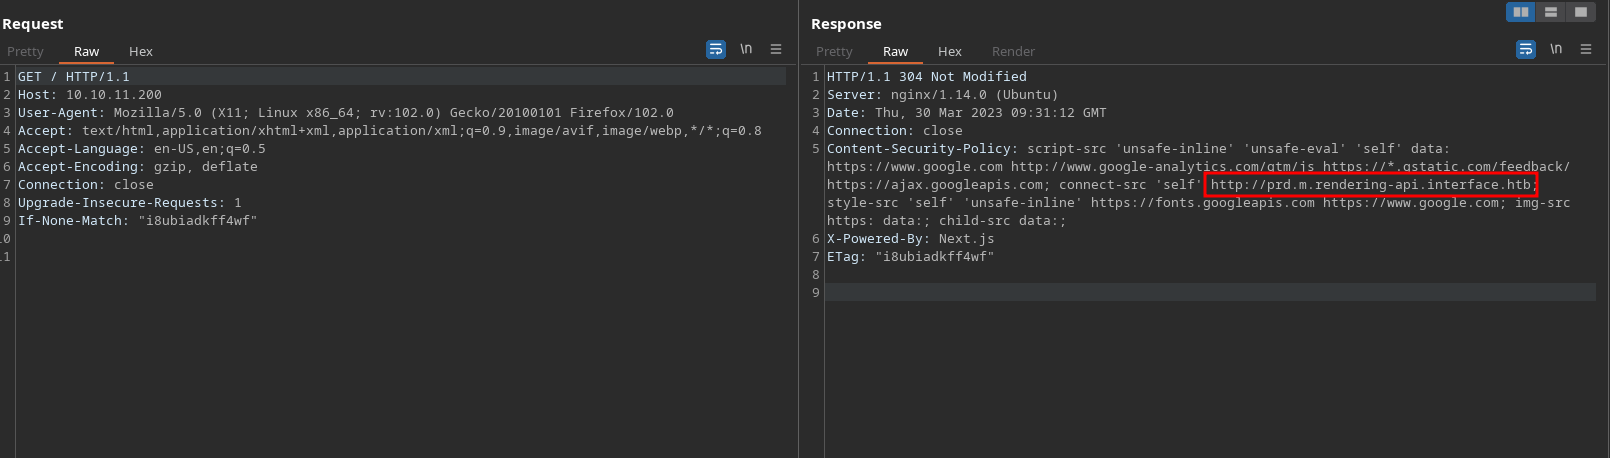 Request
Pretty Raw Hex
\n
1 GET / HTTP/1.1
2 Host: 10.10.11.200
3 User-Agent: Mozilla/5.0 (X11; Linux x86_64; rv:102.0) Gecko/20100101 Firefox/102.0
4 Accept: text/html,application/xhtml+xml,application/xml;q=0.9,image/avif,image/webp,*/*;q=0.8
5 Accept-Language: en-US,en;q=0.5
6 Accept-Encoding: gzip, deflate
7 Connection: close
8 Upgrade-Insecure-Requests: 1
9 If-None-Match: "i8ubiadkff4wf"
10
11
Response
Pretty Raw Hex Render
\n
1 HTTP/1.1 304 Not Modified
2 Server: nginx/1.14.0 (Ubuntu)
3 Date: Thu, 30 Mar 2023 09:31:12 GMT
4 Connection: close
5 Content-Security-Policy: script-src 'unsafe-inline' 'unsafe-eval' 'self' data:
https://www.google.com http://www.google-analytics.com/gtm/js https://*.gstatic.com/feedback/
https://ajax.googleapis.com; connect-src 'self' http://prd.m.rendering-api.interface.htb;
style-src 'self' 'unsafe-inline' https://fonts.googleapis.com https://www.google.com; img-src
https: data:; child-src data:;
6 X-Powered-By: Next.js
7 ETag: "i8ubiadkff4wf"
8
9